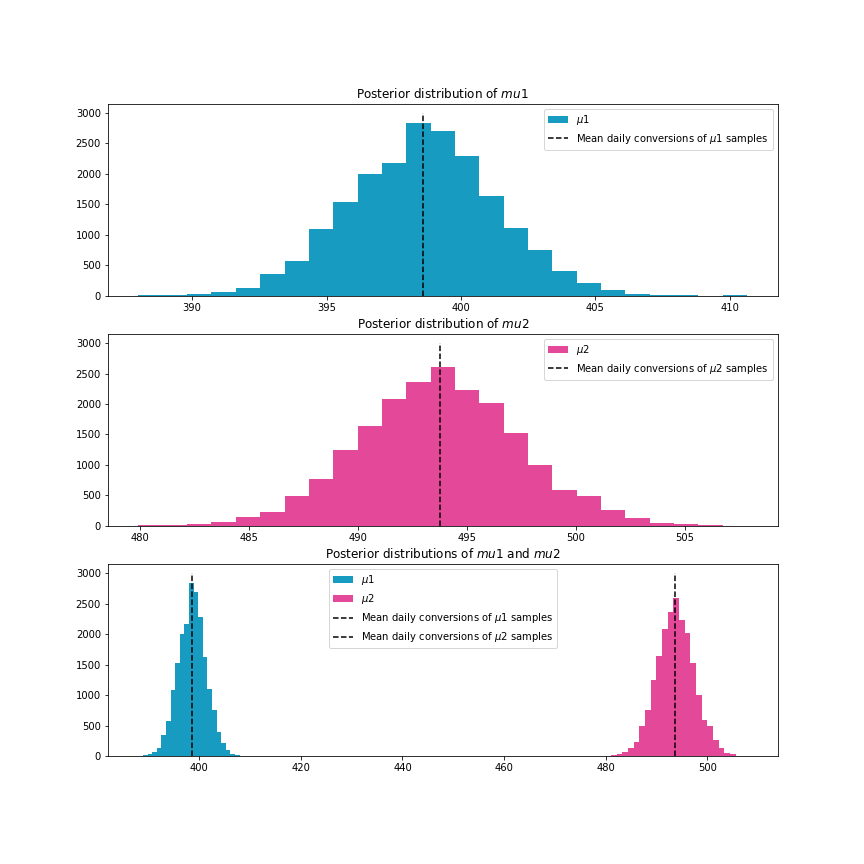 Posterior distribution of mu1
3000
2500
2000
1500
1000
500
0
μ1
Mean daily conversions of μ1 samples
390 395 400 405 410
Posterior distribution of mu2
3000
2500
2000
1500
1000
500
0
μ2
Mean daily conversions of μ2 samples
480 485 490 495 500 505
Posterior distributions of mu1 and mu2
3000
2500
2000
1500
1000
500
0
μ1
μ2
Mean daily conversions of μ1 samples
Mean daily conversions of μ2 samples
400 420 440 460 480 500